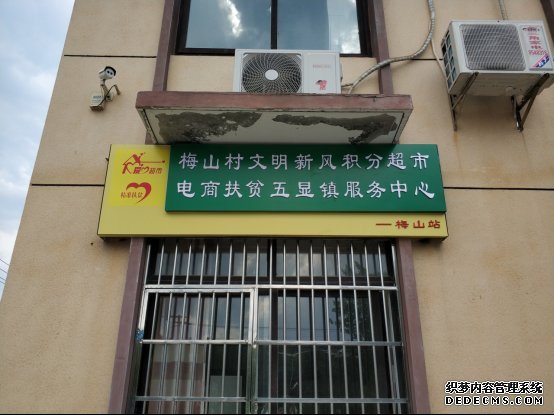 梅山村文明新风积分超市
电商扶贫五显镇服务中心
爱心超市
精准扶贫
一梅山站
织梦内容管理系统
DEDECMS.COM